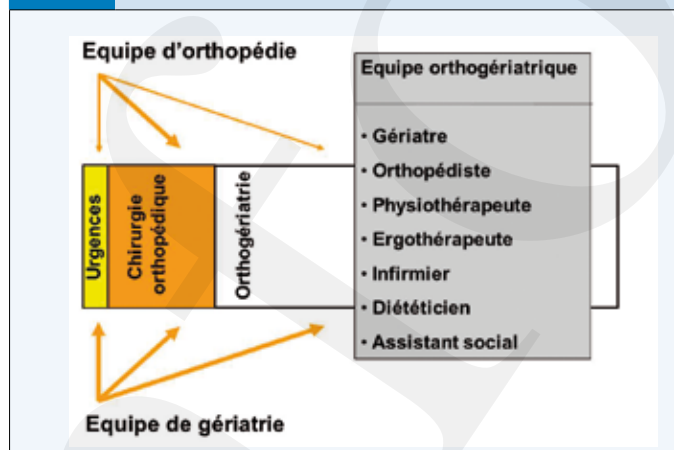 Equipe d'orthopédie
Equipe orthogériatrique
• Gériatre
• Orthopédiste
• Physiothérapeute
• Ergothérapeute
• Infirmier
• Diététicien
• Assistant social
Urgences
Chirurgie
orthopédique
Orthogériatrie
Equipe de gériatrie